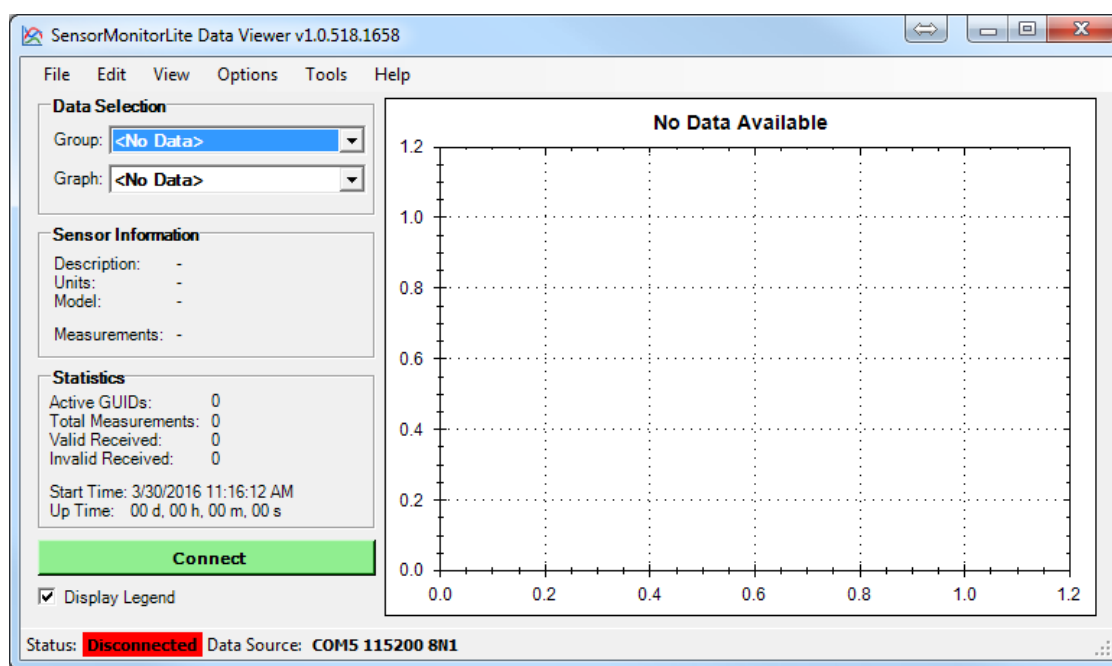 SensorMonitorLite Data Viewer v1.0.518.1658
File Edit View Options Tools Help
Data Selection
Group: <No Data>
Graph: <No Data>
Sensor Information
Description: -
Units: -
Model: -
Measurements: -
Statistics
Active GUIDs: 0
Total Measurements: 0
Valid Received: 0
Invalid Received: 0
Start Time: 3/30/2016 11:16:12 AM
Up Time: 00 d, 00 h, 00 m, 00 s
Connect
Display Legend
No Data Available
1.2
1.0
0.8
0.6
0.4
0.2
0.0
0.0 0.2 0.4 0.6 0.8 1.0 1.2
Status: Disconnected Data Source: COM5 115200 8N1